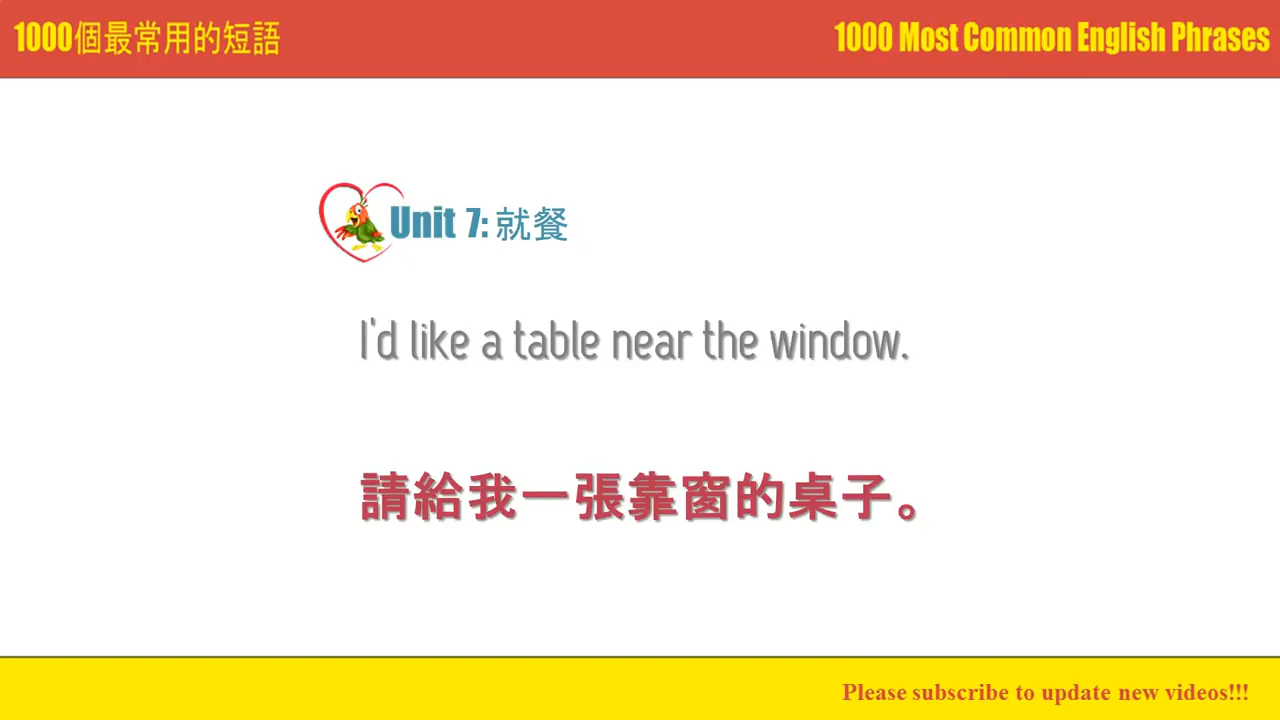 1000個最常用的短語
1000 Most Common English Phrases
Unit 7: 就餐
I'd like a table near the window.
請給我一張靠窗的桌子。
Please subscribe to update new videos!!!